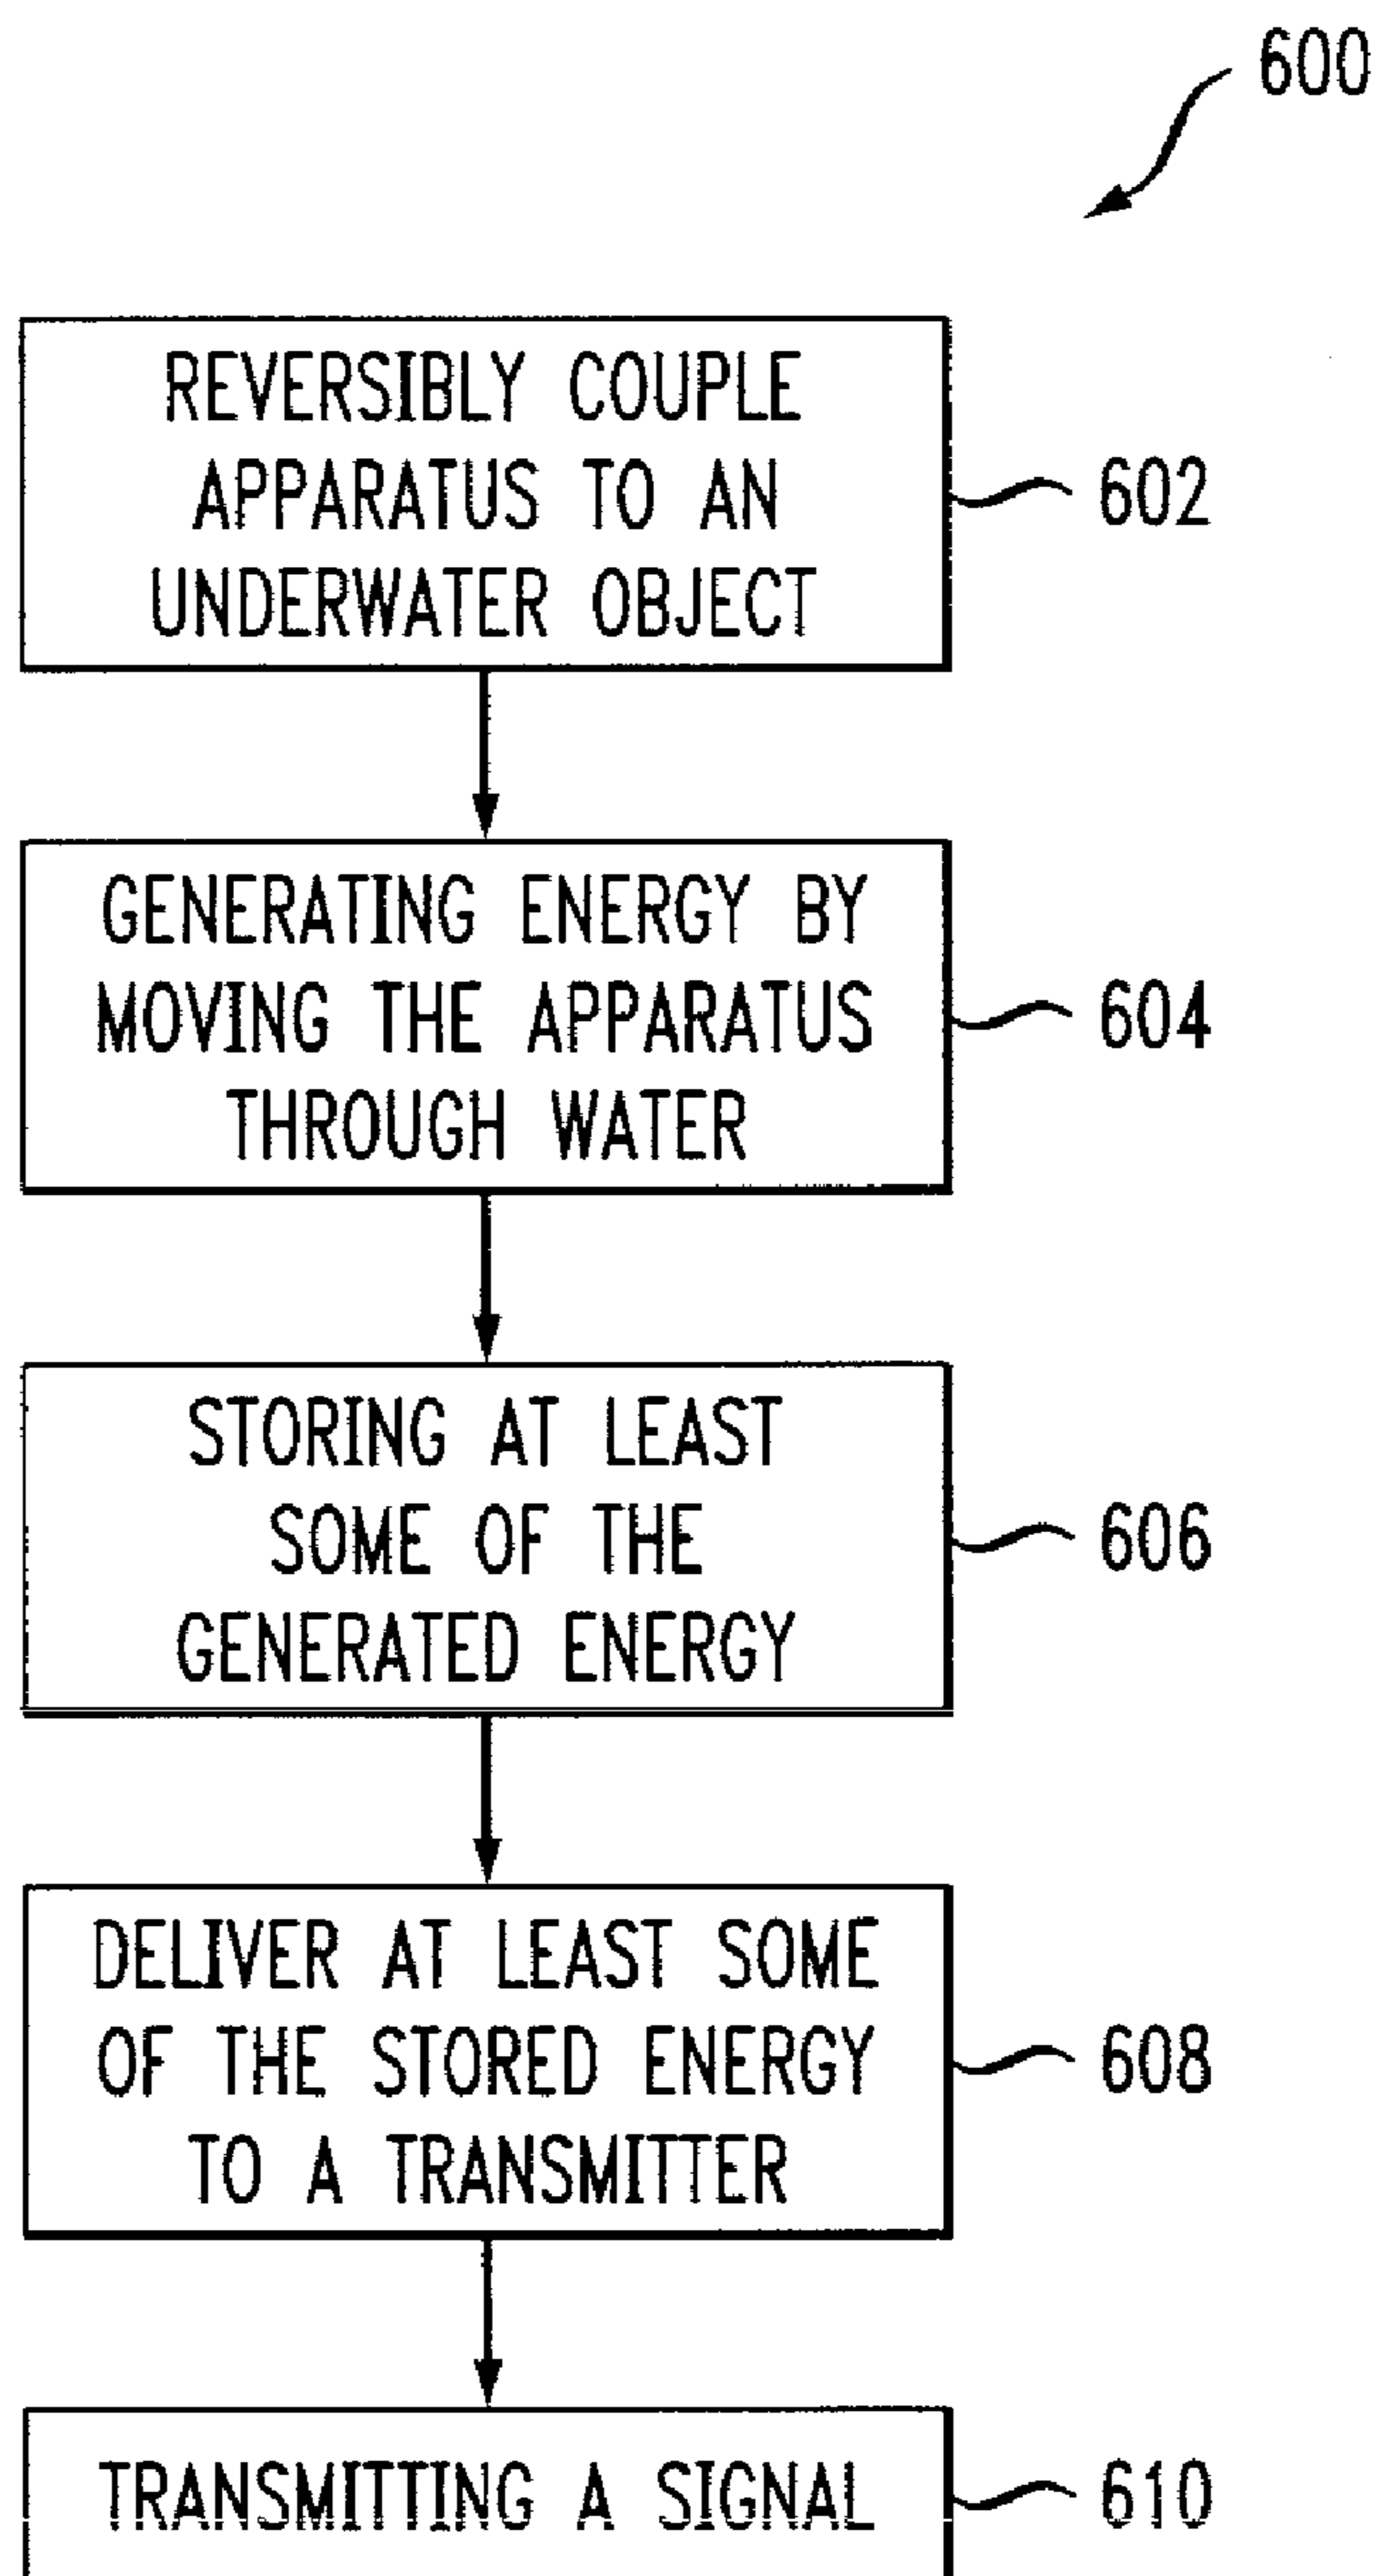 600
REVERSIBLY COUPLE
APPARATUS TO AN
UNDERWATER OBJECT
602
GENERATING ENERGY BY
MOVING THE APPARATUS
THROUGH WATER
604
STORING AT LEAST
SOME OF THE
GENERATED ENERGY
606
DELIVER AT LEAST SOME
OF THE STORED ENERGY
TO A TRANSMITTER
608
TRANSMITTING A SIGNAL
610